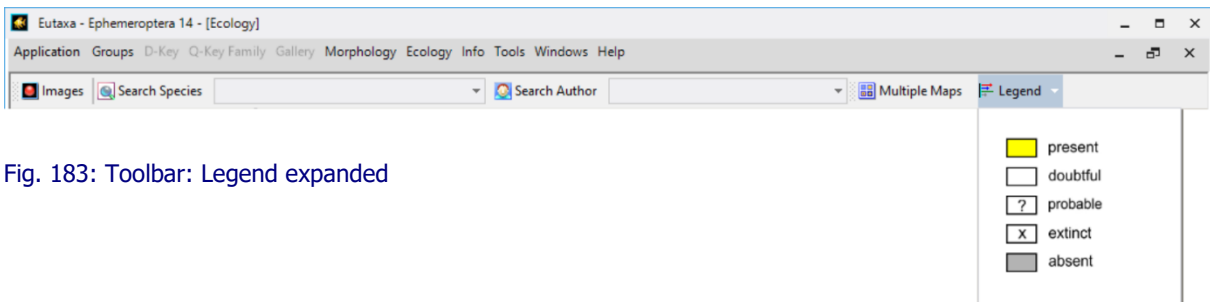 Eutaxa - Ephemeroptera 14 - [Ecology]
Application Groups D-Key Q-Key Family Gallery Morphology Ecology Info Tools Windows Help
Images Search Species Search Author Multiple Maps Legend
present
Fig. 183: Toolbar: Legend expanded
doubtful
? probable
x extinct
absent